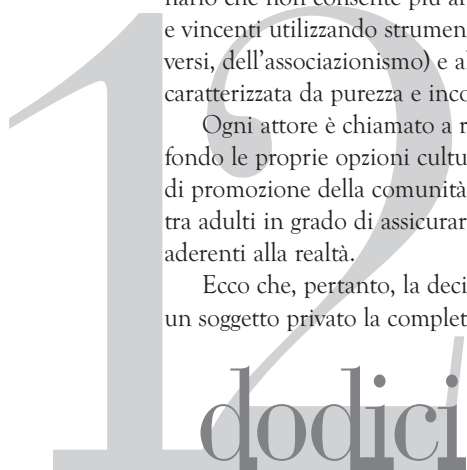 e vincenti utilizzando strumen
versi, dell'associazionismo) e al
caratterizzata da purezza e inco
Ogni attore è chiamato a r
fondo le proprie opzioni cultu
di promozione della comunità
tra adulti in grado di assicurar
aderenti alla realtà.
Ecco che, pertanto, la deci
un soggetto privato la complet
12
dodici